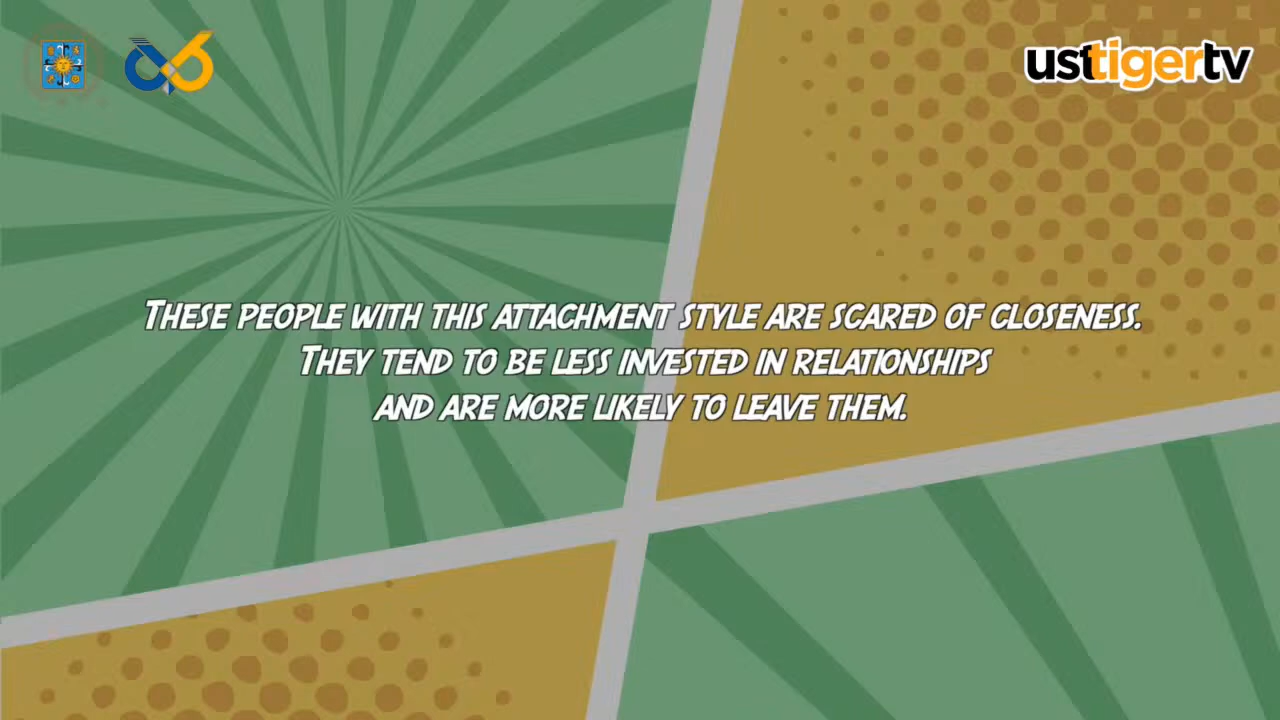 usttigertv
THESE PEOPLE WITH THIS ATTACHMENT STYLE ARE SCARED OF CLOSENESS.
THEY TEND TO BE LESS INVESTED IN RELATIONSHIPS
AND ARE MORE LIKELY TO LEAVE THEM.